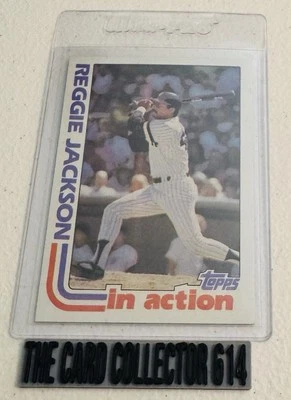 REGGIE JACKSON
topps
in action
THE CARD COLLECTOR 614